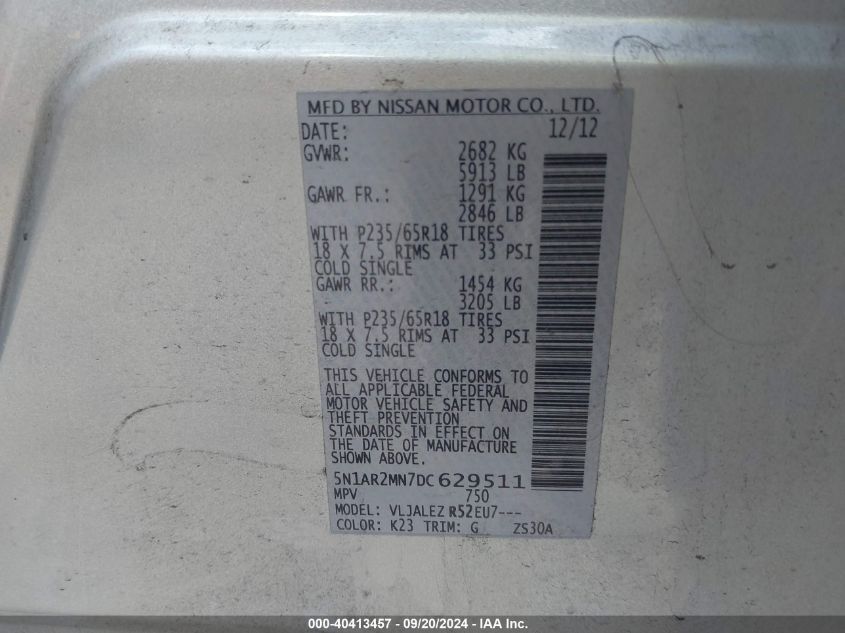 MFD BY NISSAN MOTOR CO., LTD.
DATE: 12/12
GVWR: 2682 KG
5913 LB
GAWR FR.: 1291 KG
2846 LB
WITH P235/65R18 TIRES
18 X 7.5 RIMS AT 33 PSI
COLD SINGLE
GAWR RR.: 1454 KG
3205 LB
WITH P235/65R18 TIRES
18 X 7.5 RIMS AT 33 PSI
COLD SINGLE
THIS VEHICLE CONFORMS TO
ALL APPLICABLE FEDERAL
MOTOR VEHICLE SAFETY AND
THEFT PREVENTION
STANDARDS IN EFFECT ON
THE DATE OF MANUFACTURE
SHOWN ABOVE.
5N1AR2MN7DC629511
MPV 750
MODEL: VLJALEZ R52EU7---
COLOR: K23 TRIM: G ZS30A
000-40413457 - 09/20/2024 - IAA Inc.